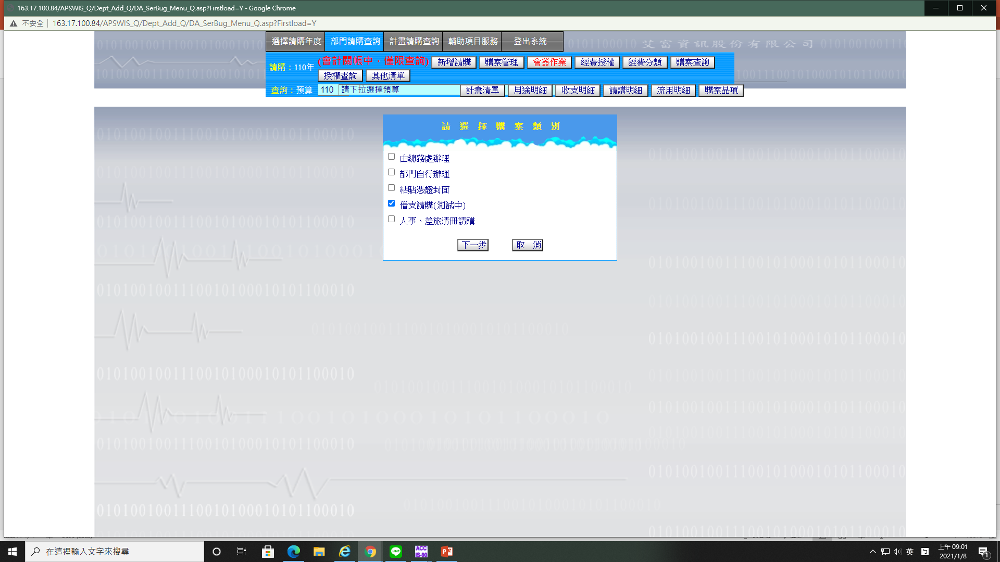 163.17.100.84/APSWIS_Q/Dept_Add_Q/DA_SerBug_Menu_Q.asp?Firstload=Y - Google Chrome
不安全 163.17.100.84/APSWIS_Q/Dept_Add_Q/DA_SerBug_Menu_Q.asp?Firstload=Y
選擇請購年度 部門請購查詢 計畫請購查詢 輔助項目服務 登出系統
艾富資訊股份有限公司
請購：110年 (會計關帳中，僅限查詢) 新增請購 購案管理 會簽作業 經費授權 經費分類 購案查詢
授權查詢 其他清單
查詢：預算 110 請下拉選擇預算 計畫清單 用途明細 收支明細 請購明細 流用明細 購案品項
請選擇購案類別
由總務處辦理
部門自行辦理
粘貼憑證封面
借支請購(測試中)
人事、差旅清冊請購
下一步 取 消
在這裡輸入文字來搜尋
LINE
ACC
IS-90
英
上午 09:01
2021/1/8
1